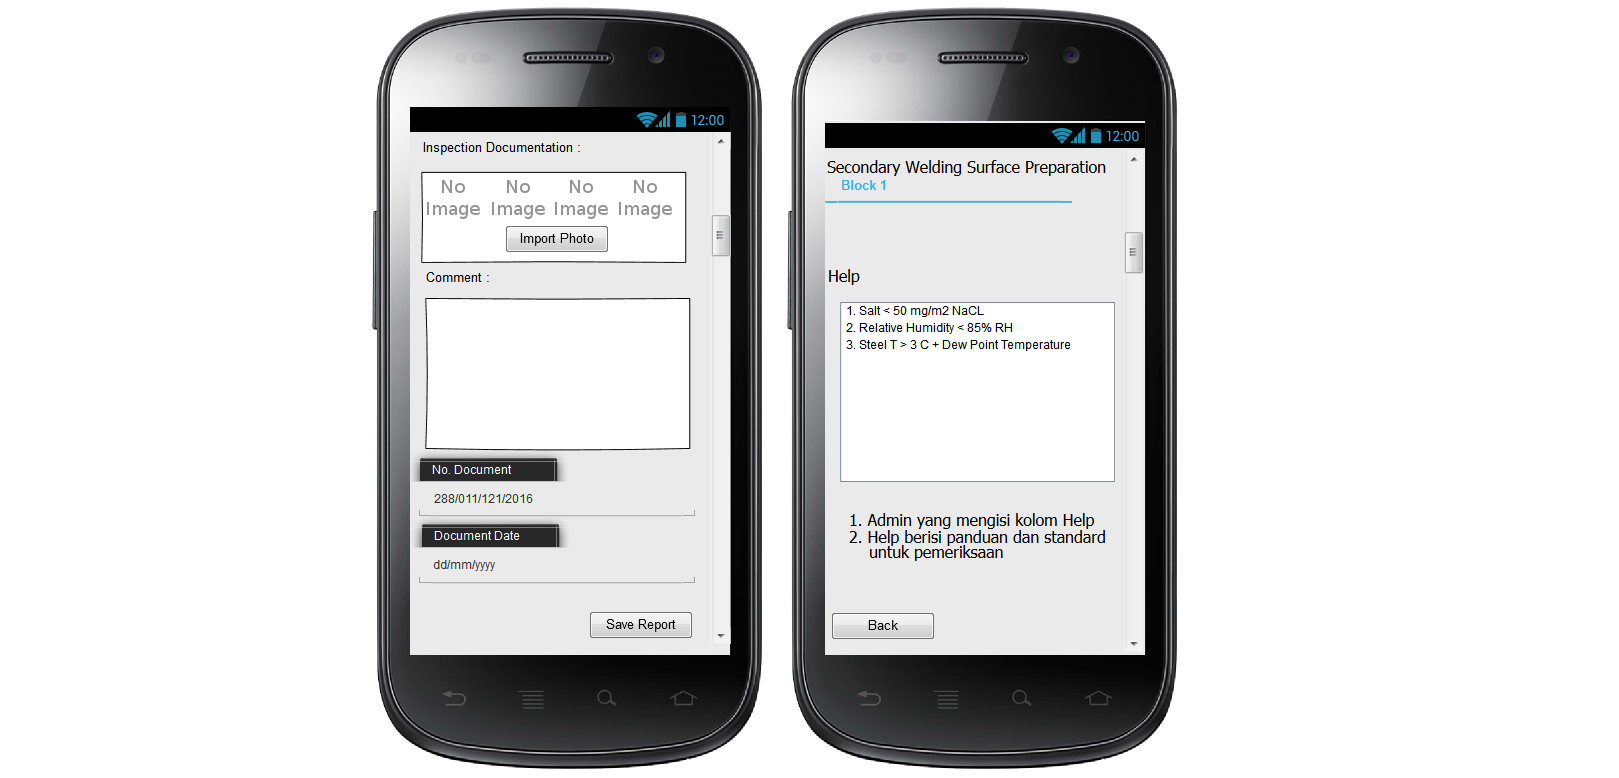 12:00
Inspection Documentation :
No No No No
Image Image Image Image
Import Photo
Comment :
No. Document
288/011/121/2016
Document Date
dd/mm/yyyy
Save Report
12:00
Secondary Welding Surface Preparation
Block 1
Help
1. Salt < 50 mg/m2 NaCL
2. Relative Humidity < 85% RH
3. Steel T > 3 C + Dew Point Temperature
1. Admin yang mengisi kolom Help
2. Help berisi panduan dan standard
untuk pemeriksaan
Back